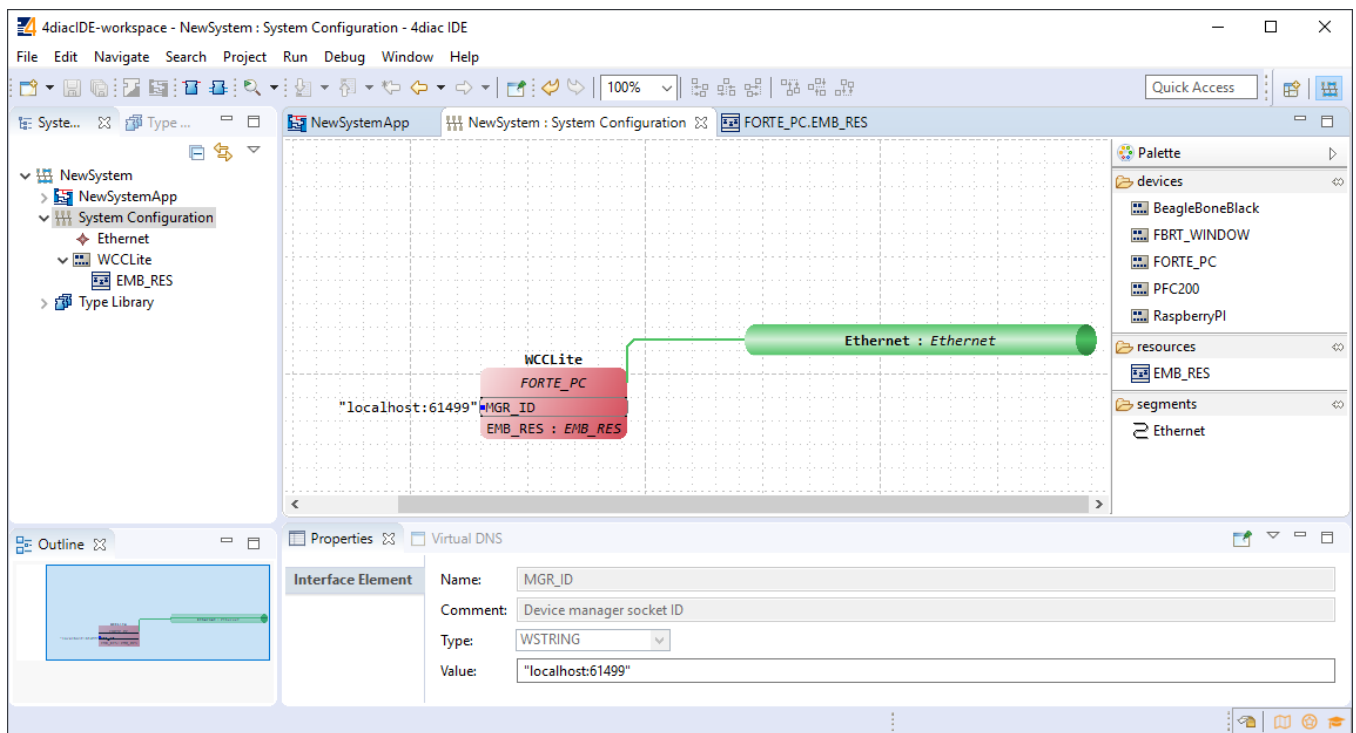 4diacIDE-workspace - NewSystem : System Configuration - 4diac IDE
File Edit Navigate Search Project Run Debug Window Help
100%
Quick Access
Syste...
Type ...
NewSystemApp
NewSystem : System Configuration
FORTE_PC.EMB_RES
NewSystem
NewSystemApp
System Configuration
Ethernet
WCCLite
EMB_RES
Type Library
WCCLite
FORTE_PC
"localhost:61499"
MGR_ID
EMB_RES : EMB_RES
Ethernet : Ethernet
Palette
devices
BeagleBoneBlack
FBRT_WINDOW
FORTE_PC
PFC200
RaspberryPI
resources
EMB_RES
segments
Ethernet
Outline
Properties
Virtual DNS
Interface Element
Name: MGR_ID
Comment: Device manager socket ID
Type: WSTRING
Value: "localhost:61499"